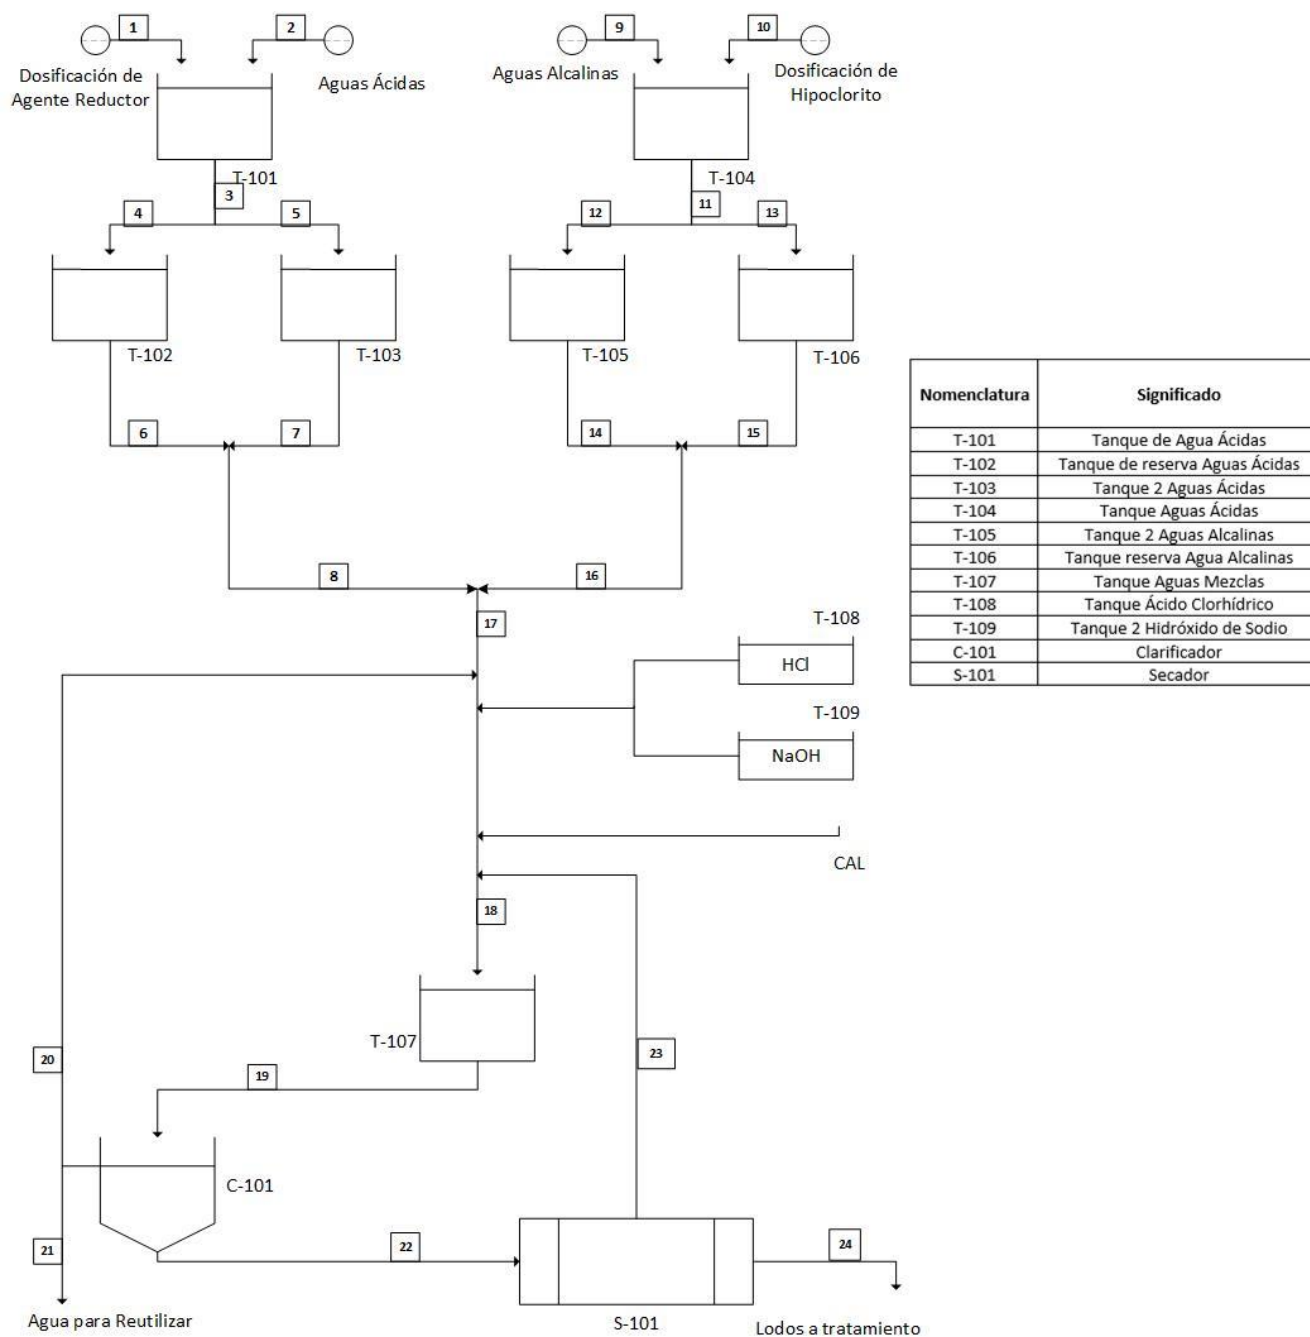 1
2
9
10
Dosificación de
Agente Reductor
Aguas Ácidas
Aguas Alcalinas
Dosificación de
Hipoclorito
T-101
T-104
3
11
4
5
12
13
T-102
T-103
T-105
T-106
6
7
14
15
8
16
17
T-108
HCl
T-109
NaOH
CAL
18
T-107
19
20
23
C-101
21
22
24
Agua para Reutilizar
S-101
Lodos a tratamiento
Nomenclatura Significado
T-101 Tanque de Agua Ácidas
T-102 Tanque de reserva Aguas Ácidas
T-103 Tanque 2 Aguas Ácidas
T-104 Tanque Aguas Ácidas
T-105 Tanque 2 Aguas Alcalinas
T-106 Tanque reserva Agua Alcalinas
T-107 Tanque Aguas Mezclas
T-108 Tanque Ácido Clorhídrico
T-109 Tanque 2 Hidróxido de Sodio
C-101 Clarificador
S-101 Secador